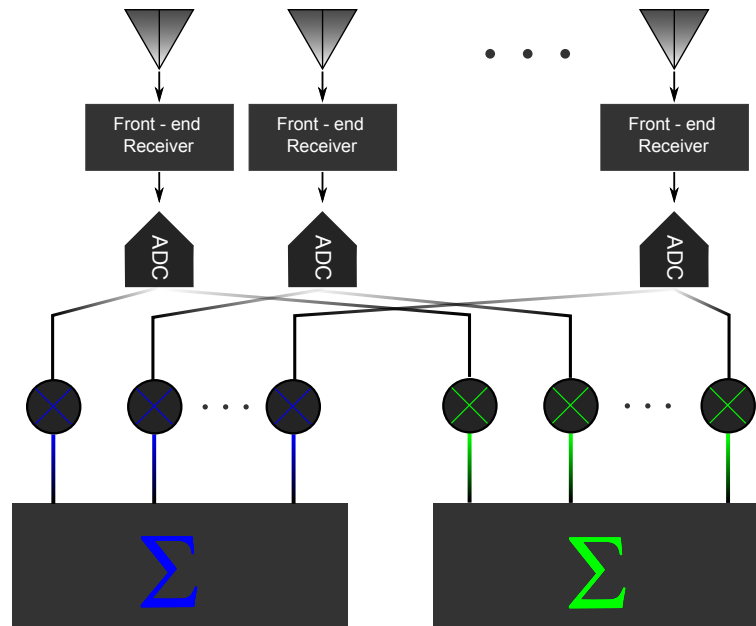 Front - end
Receiver
Front - end
Receiver
Front - end
Receiver
ADC
ADC
ADC
Σ
Σ